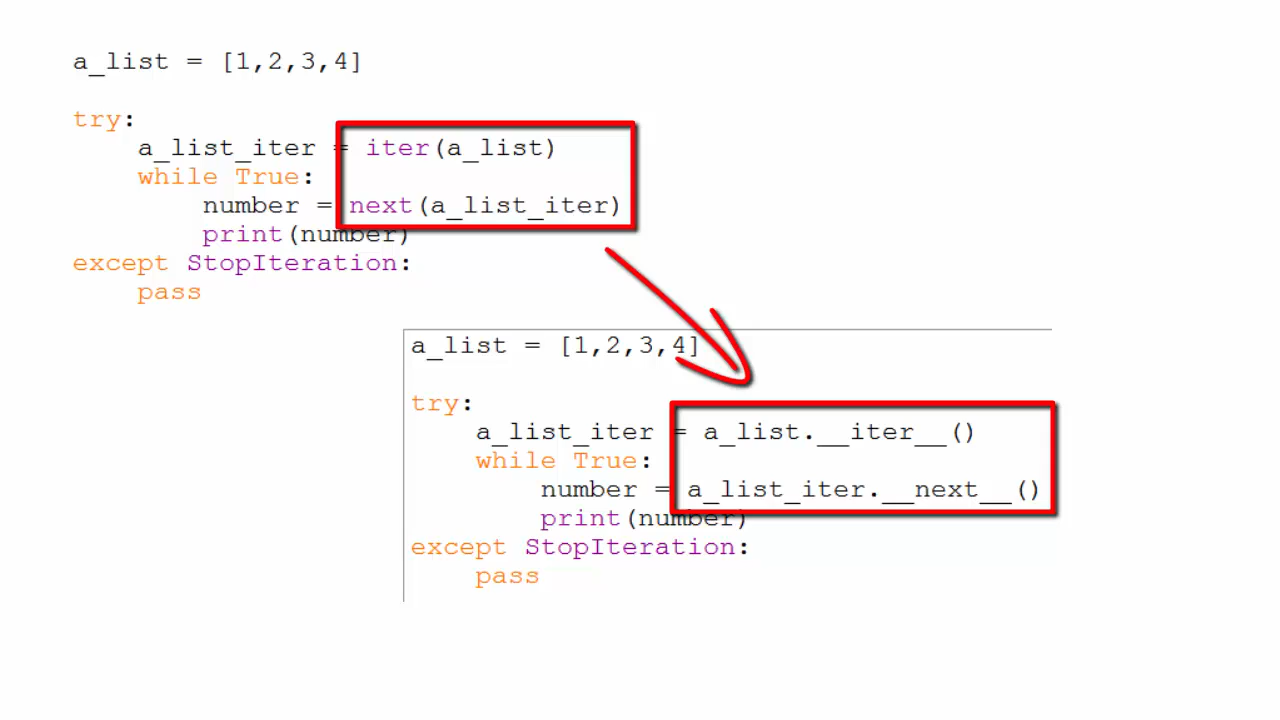 a_list = [1,2,3,4]
try:
a_list_iter = iter(a_list)
while True:
number = next(a_list_iter)
print(number)
except StopIteration:
pass
a_list = [1,2,3,4]
try:
a_list_iter = a_list.__iter__()
while True:
number = a_list_iter.__next__()
print(number)
except StopIteration:
pass